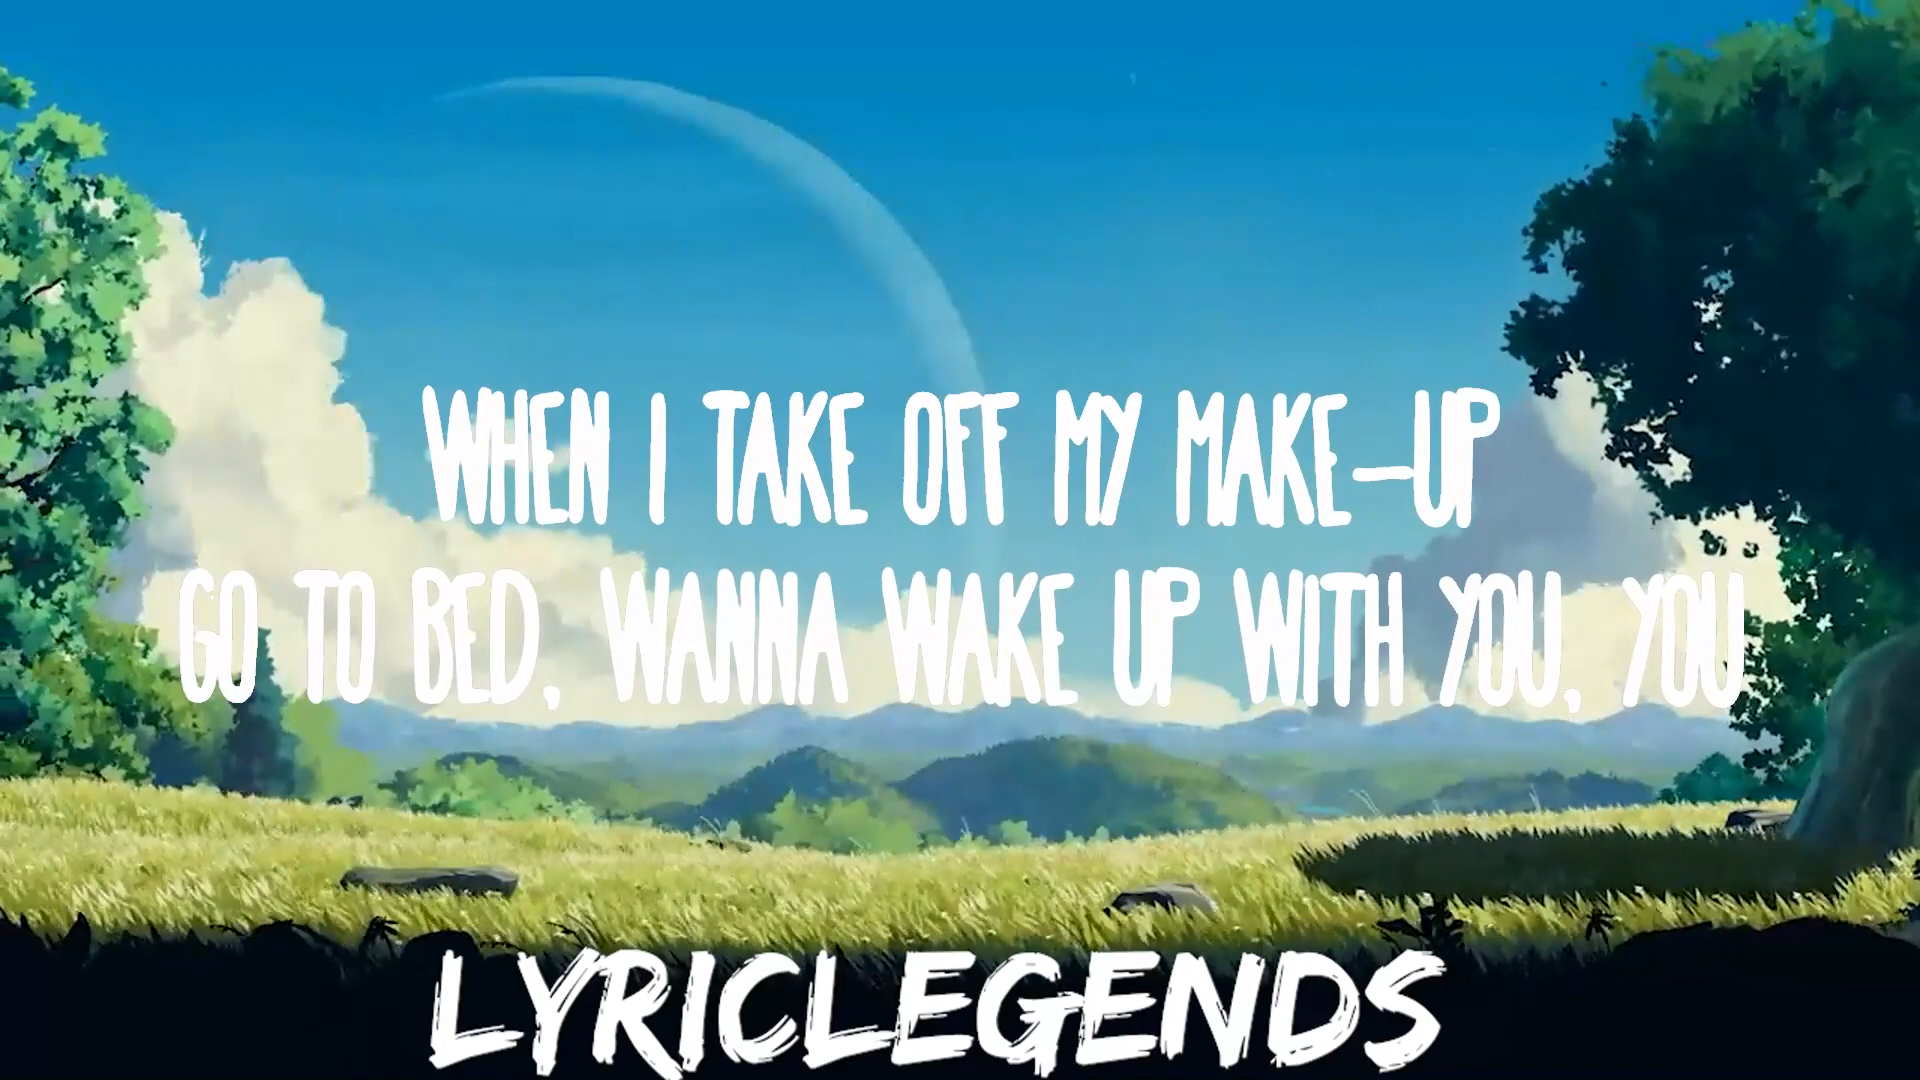 WHEN I TAKE OFF MY MAKE-UP
GO TO BED, WANNA WAKE UP WITH YOU, YOU
LYRICLEGENDS